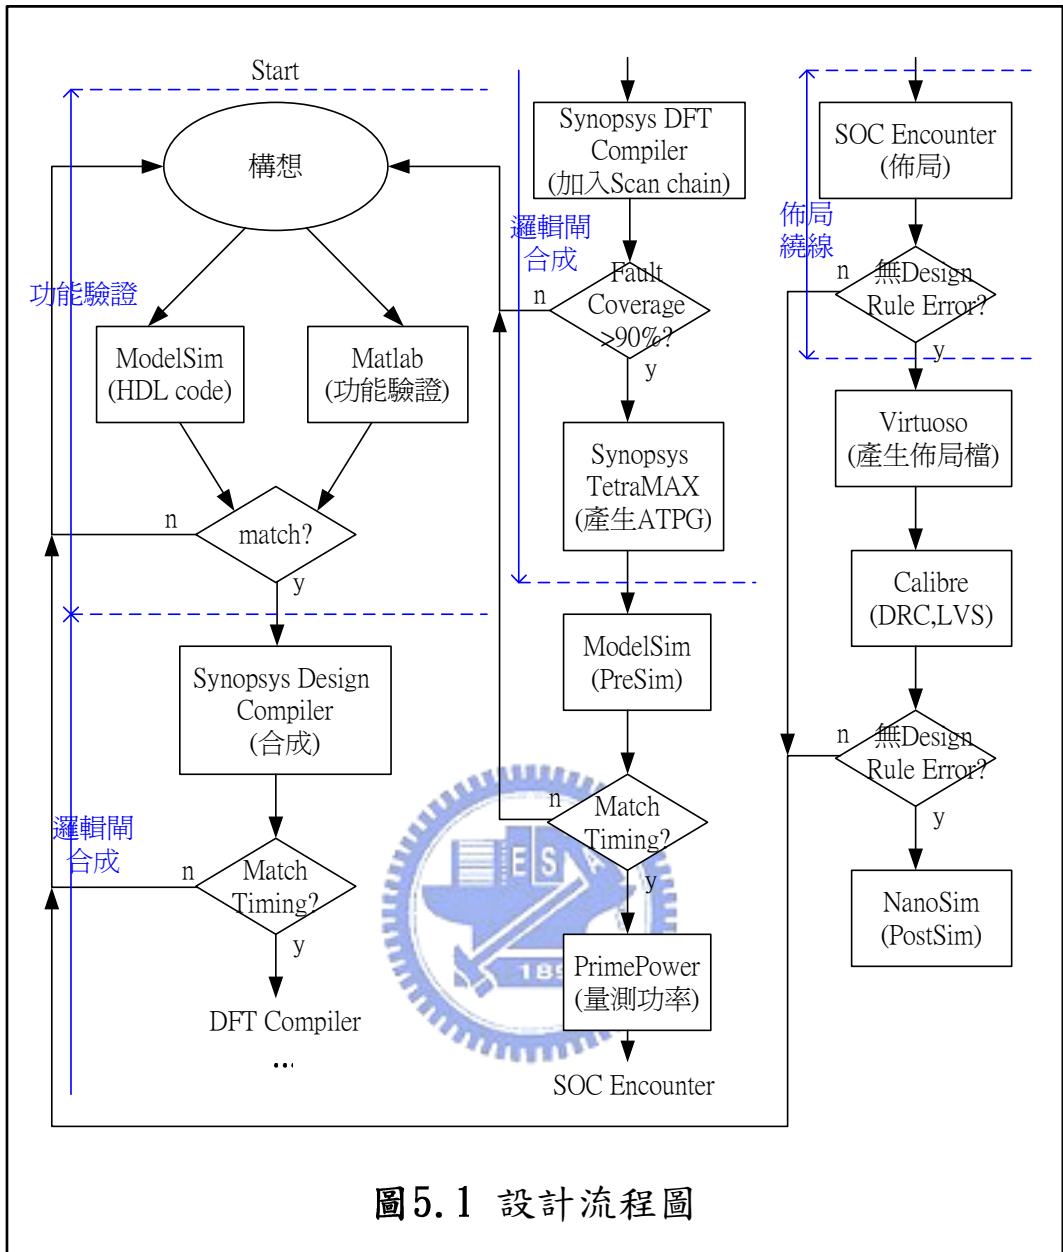 Start
構想
功能驗證
ModelSim
(HDL code)
Matlab
(功能驗證)
n
match?
y
Synopsys Design
Compiler
(合成)
邏輯閘
合成
n
Match
Timing?
y
DFT Compiler
...
Synopsys DFT
Compiler
(加入Scan chain)
邏輯閘
合成
n
Fault
Coverage
>90%?
y
Synopsys
TetraMAX
(產生ATPG)
ModelSim
(PreSim)
n
Match
Timing?
y
PrimePower
(量測功率)
SOC Encounter
SOC Encounter
(佈局)
佈局
繞線
n
無Design
Rule Error?
y
Virtuoso
(產生佈局檔)
Calibre
(DRC,LVS)
n
無Design
Rule Error?
y
NanoSim
(PostSim)
ES
189
圖5.1 設計流程圖